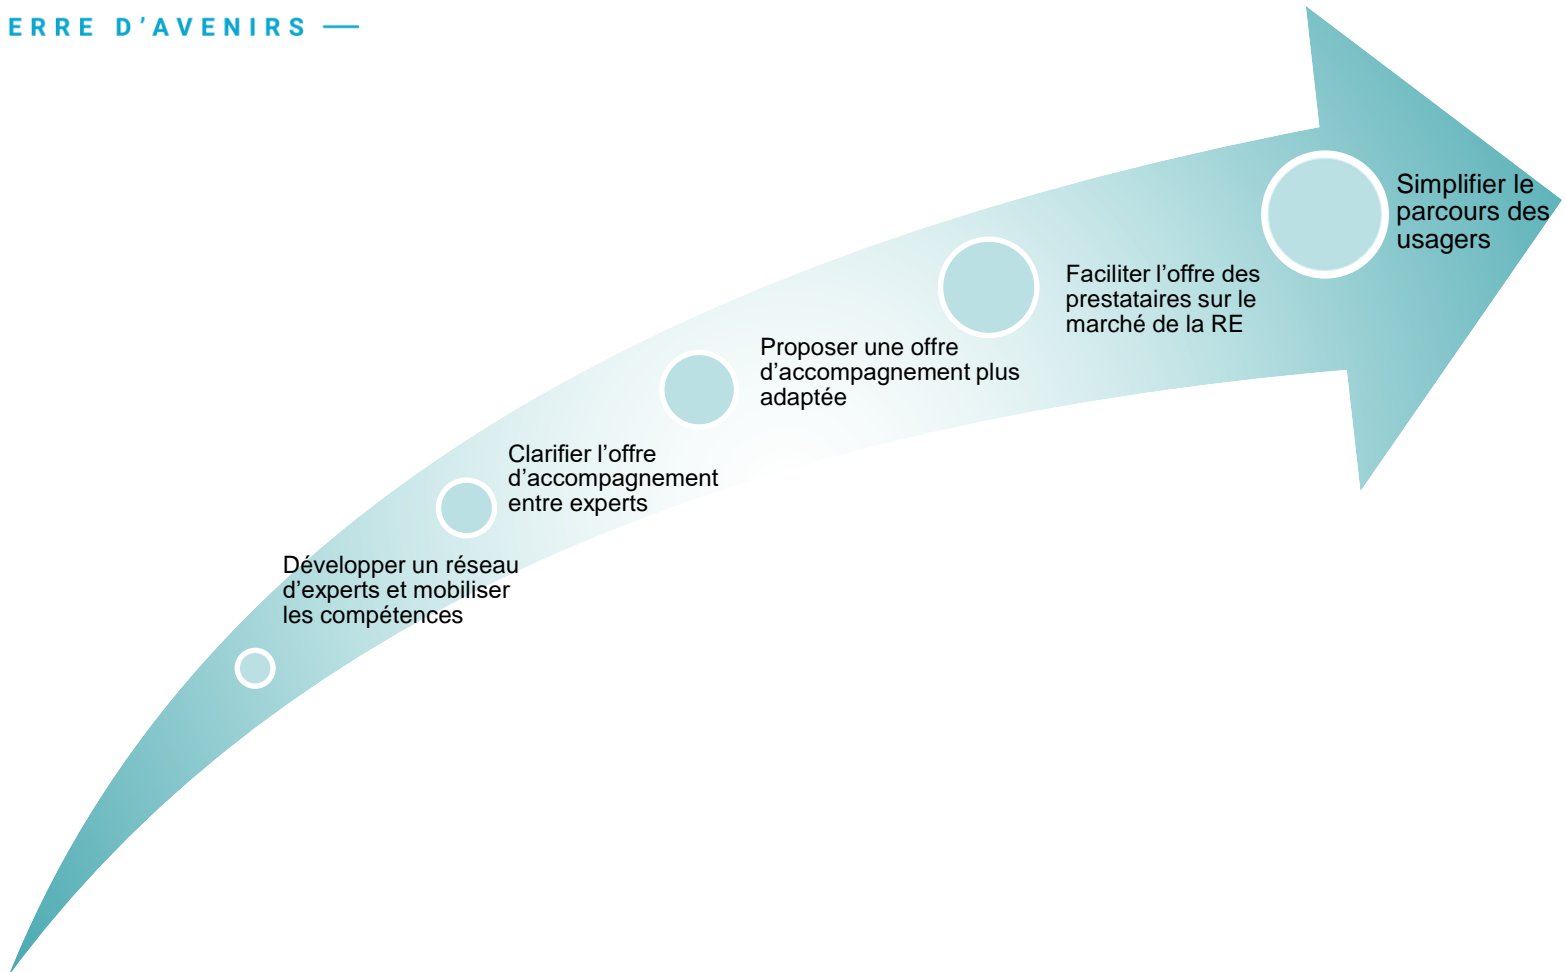 ERRE D’AVENIRS —
Simplifier le
parcours des
usagers
Faciliter l’offre des
prestataires sur le
marché de la RE
Proposer une offre
d’accompagnement plus
adaptée
Clarifier l’offre
d’accompagnement
entre experts
Développer un réseau
d’experts et mobiliser
les compétences